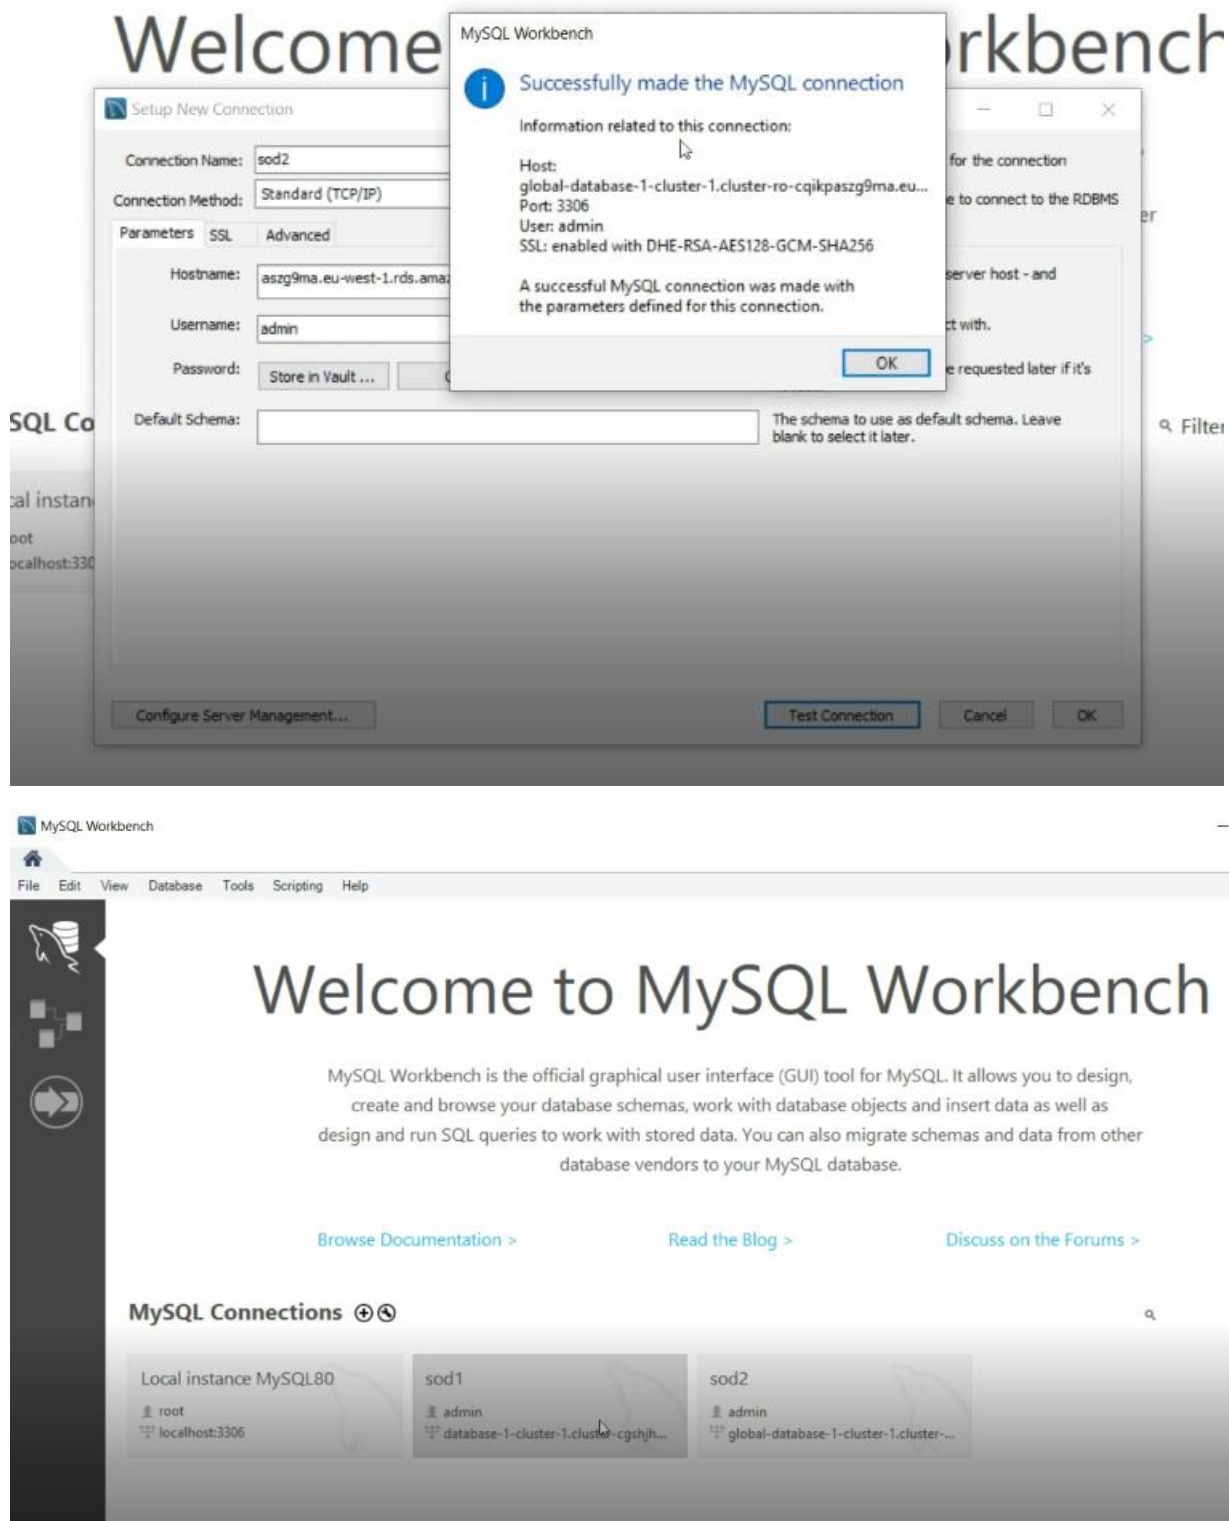 Welcome
rkbench
MySQL Workbench
Successfully made the MySQL connection
Information related to this connection:
Host:
global-database-1-cluster-1.cluster-ro-cqikpaszg9ma.eu...
Port: 3306
User: admin
SSL: enabled with DHE-RSA-AES128-GCM-SHA256
A successful MySQL connection was made with
the parameters defined for this connection.
OK
Setup New Connection
Connection Name: sod2
for the connection
Connection Method: Standard (TCP/IP)
e to connect to the RDBMS
er
Parameters SSL Advanced
Hostname: aszg9ma.eu-west-1.rds.ama
server host - and
Username: admin
ct with.
>
Password: Store in Vault ...
e requested later if it's
Default Schema:
The schema to use as default schema. Leave
blank to select it later.
SQL Co
Filter
cal instan
oot
ocalhost:330
Configure Server Management...
Test Connection Cancel OK
MySQL Workbench
File Edit View Database Tools Scripting Help
Welcome to MySQL Workbench
MySQL Workbench is the official graphical user interface (GUI) tool for MySQL. It allows you to design,
create and browse your database schemas, work with database objects and insert data as well as
design and run SQL queries to work with stored data. You can also migrate schemas and data from other
database vendors to your MySQL database.
Browse Documentation > Read the Blog > Discuss on the Forums >
MySQL Connections
Local instance MySQL80
root
localhost:3306
sod1
admin
database-1-cluster-1.cluster-cgshjh...
sod2
admin
global-database-1-cluster-1.cluster-...